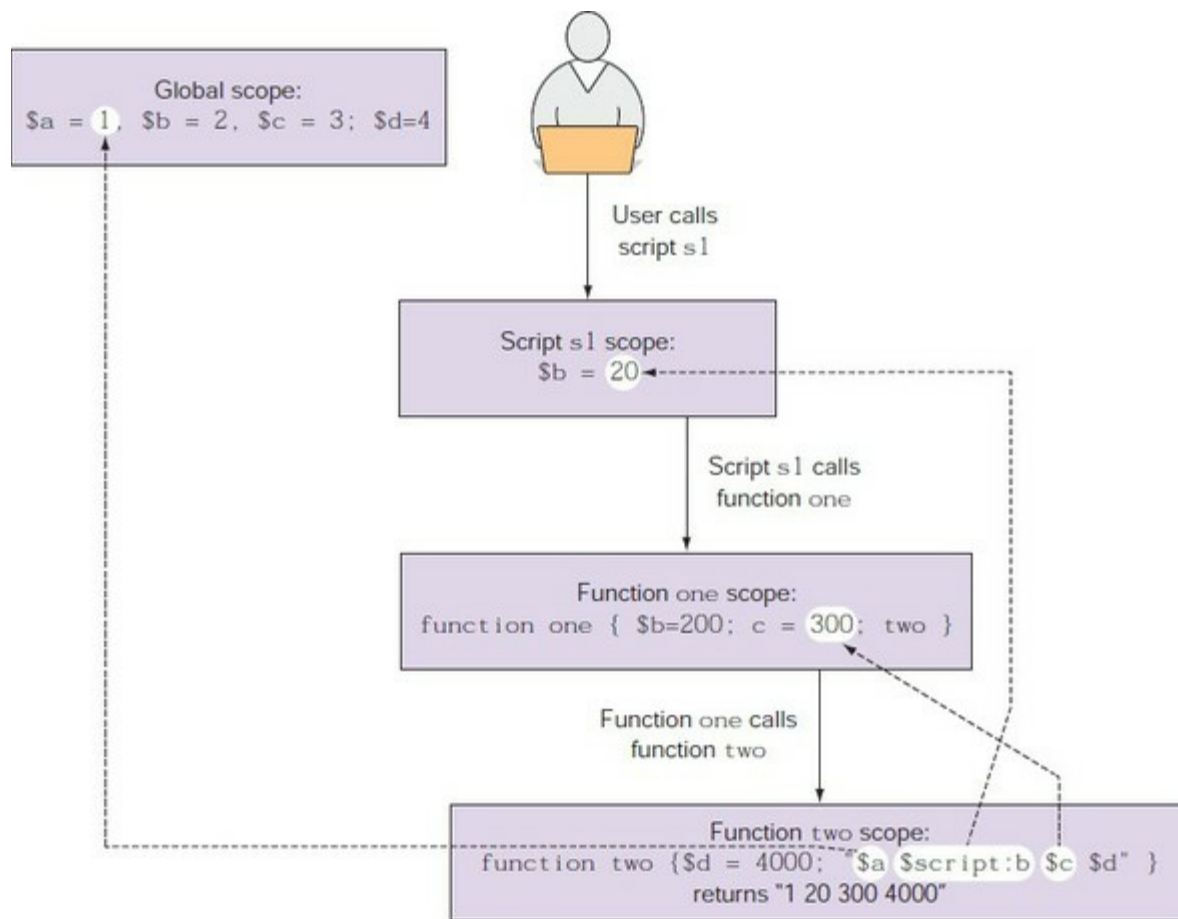 Global scope:
$a = 1, $b = 2, $c = 3; $d=4
User calls
script s1
Script s1 scope:
$b = 20
Script s1 calls
function one
Function one scope:
function one { $b=200; c = 300; two }
Function one calls
function two
Function two scope:
function two {$d = 4000; "$a $script:b $c $d" }
returns "1 20 300 4000"